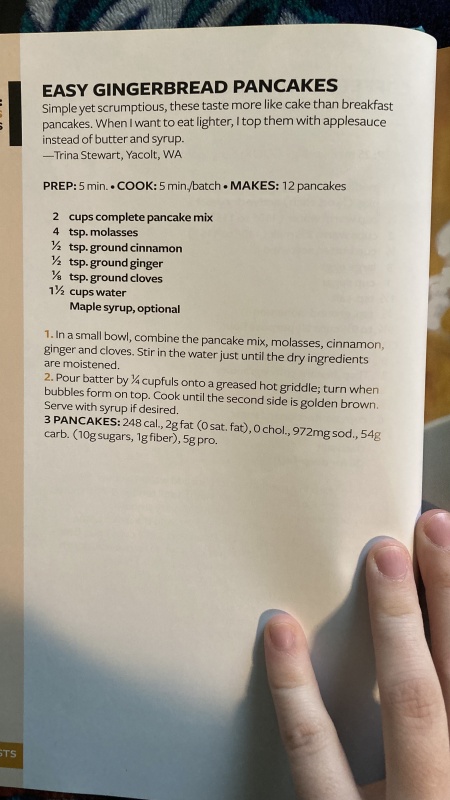 EASY GINGERBREAD PANCAKES
Simple yet scrumptious, these taste more like cake than breakfast
pancakes. When I want to eat lighter, I top them with applesauce
instead of butter and syrup.
—Trina Stewart, Yacolt, WA
PREP: 5 min. • COOK: 5 min./batch • MAKES: 12 pancakes
2 cups complete pancake mix
4 tsp. molasses
½ tsp. ground cinnamon
½ tsp. ground ginger
⅛ tsp. ground cloves
1½ cups water
Maple syrup, optional
1. In a small bowl, combine the pancake mix, molasses, cinnamon,
ginger and cloves. Stir in the water just until the dry ingredients
are moistened.
2. Pour batter by ¼ cupfuls onto a greased hot griddle; turn when
bubbles form on top. Cook until the second side is golden brown.
Serve with syrup if desired.
3 PANCAKES: 248 cal., 2g fat (0 sat. fat), 0 chol., 972mg sod., 54g
carb. (10g sugars, 1g fiber), 5g pro.